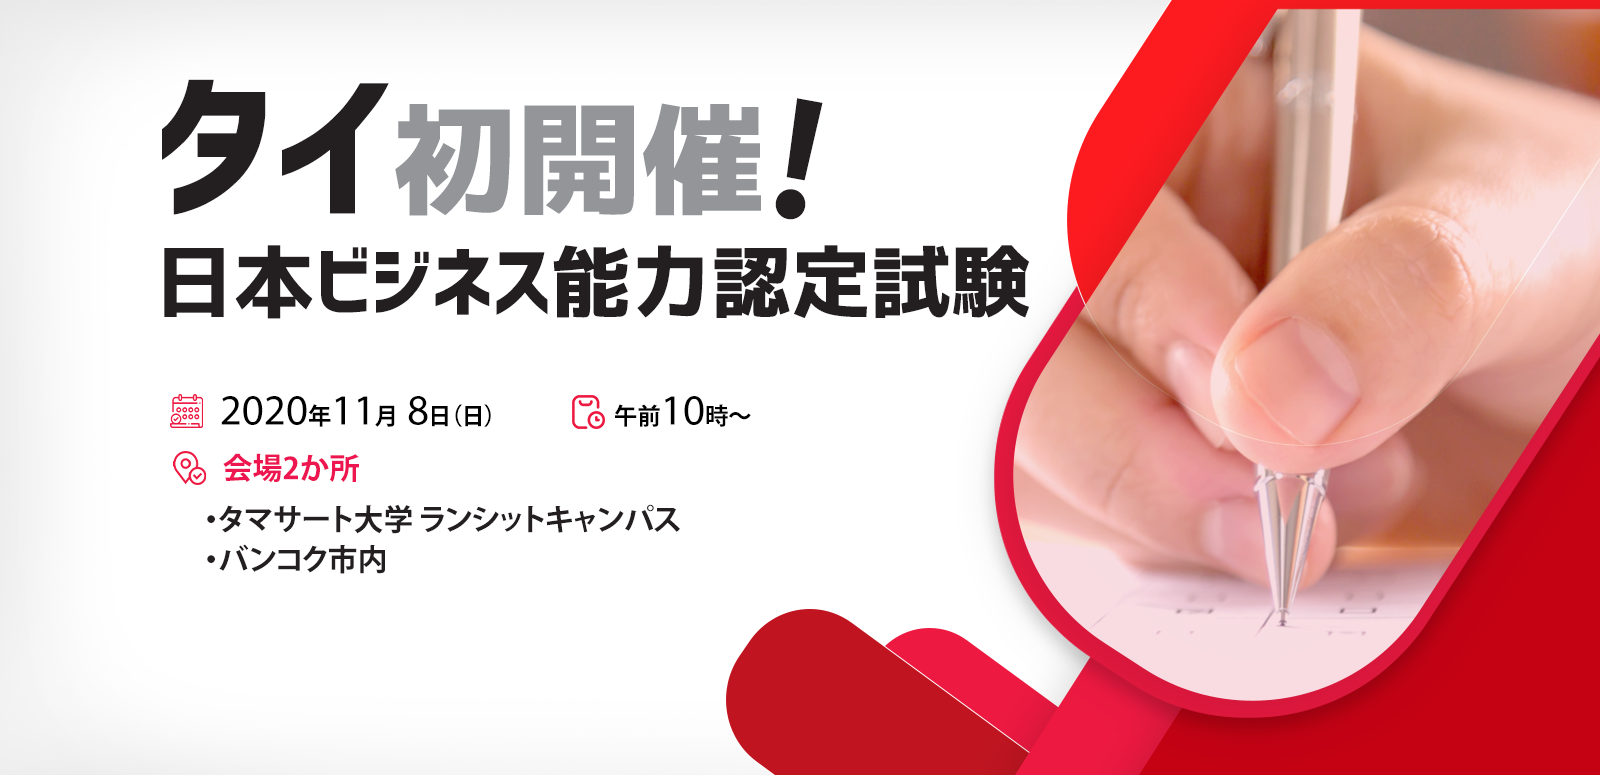 タイ初開催!
日本ビジネス能力認定試験
2020年11月 8日(日)
午前10時～
会場2か所
・タマサート大学 ランシットキャンパス
・バンコク市内